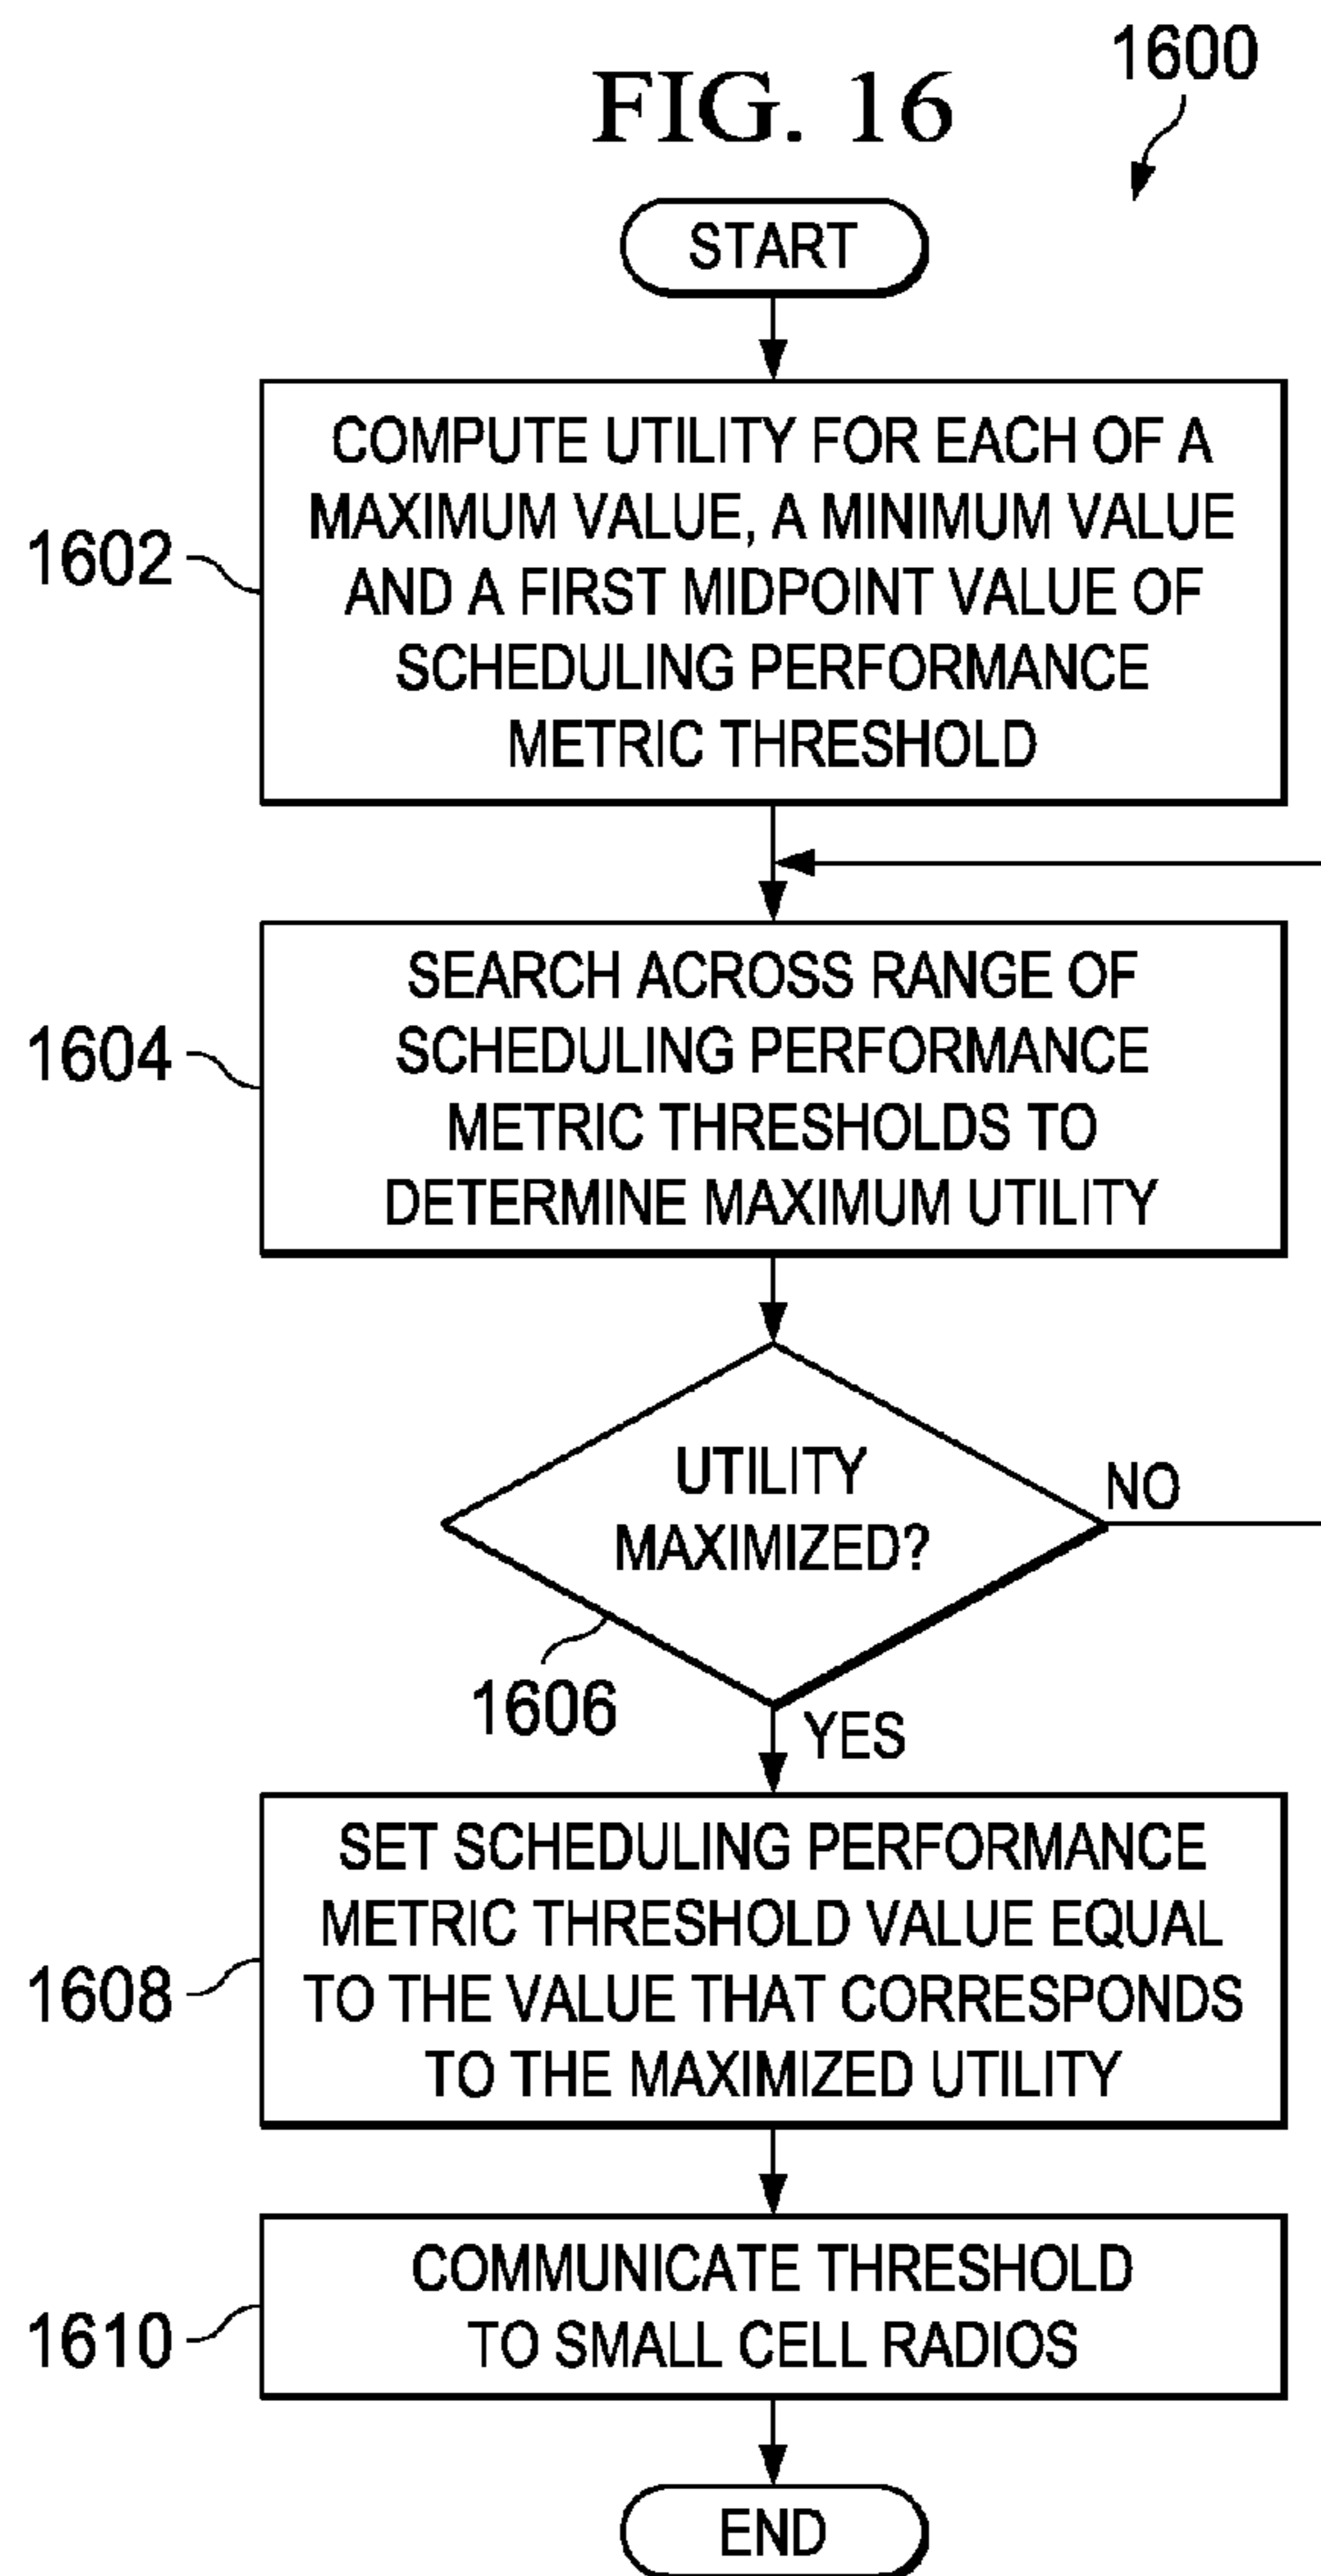 FIG. 16
1600
START
1602
COMPUTE UTILITY FOR EACH OF A
MAXIMUM VALUE, A MINIMUM VALUE
AND A FIRST MIDPOINT VALUE OF
SCHEDULING PERFORMANCE
METRIC THRESHOLD
1604
SEARCH ACROSS RANGE OF
SCHEDULING PERFORMANCE
METRIC THRESHOLDS TO
DETERMINE MAXIMUM UTILITY
UTILITY
MAXIMIZED?
NO
1606
YES
1608
SET SCHEDULING PERFORMANCE
METRIC THRESHOLD VALUE EQUAL
TO THE VALUE THAT CORRESPONDS
TO THE MAXIMIZED UTILITY
1610
COMMUNICATE THRESHOLD
TO SMALL CELL RADIOS
END